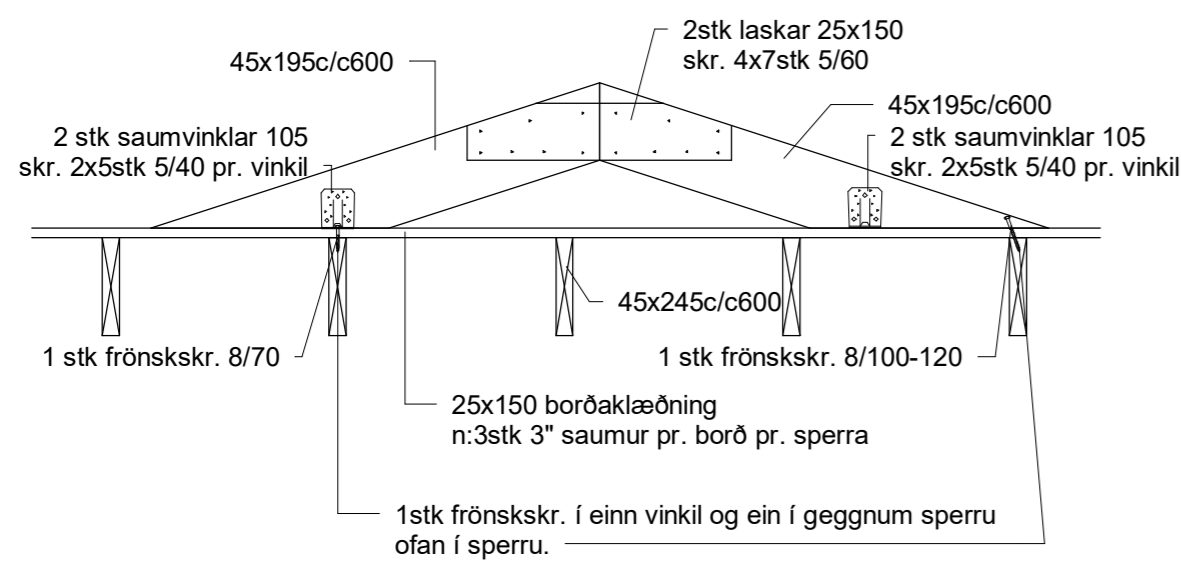 2stk laskar 25x150
skr. 4x7stk 5/60
45x195c/c600
45x195c/c600
2 stk saumvinklar 105
skr. 2x5stk 5/40 pr. vinkil
2 stk saumvinklar 105
skr. 2x5stk 5/40 pr. vinkil
45x245c/c600
1 stk frönskskr. 8/70
1 stk frönskskr. 8/100-120
25x150 borðaklæðning
n:3stk 3" saumur pr. borð pr. sperra
1stk frönskskr. í einn vinkil og ein í geggnum sperru
ofan í sperru.